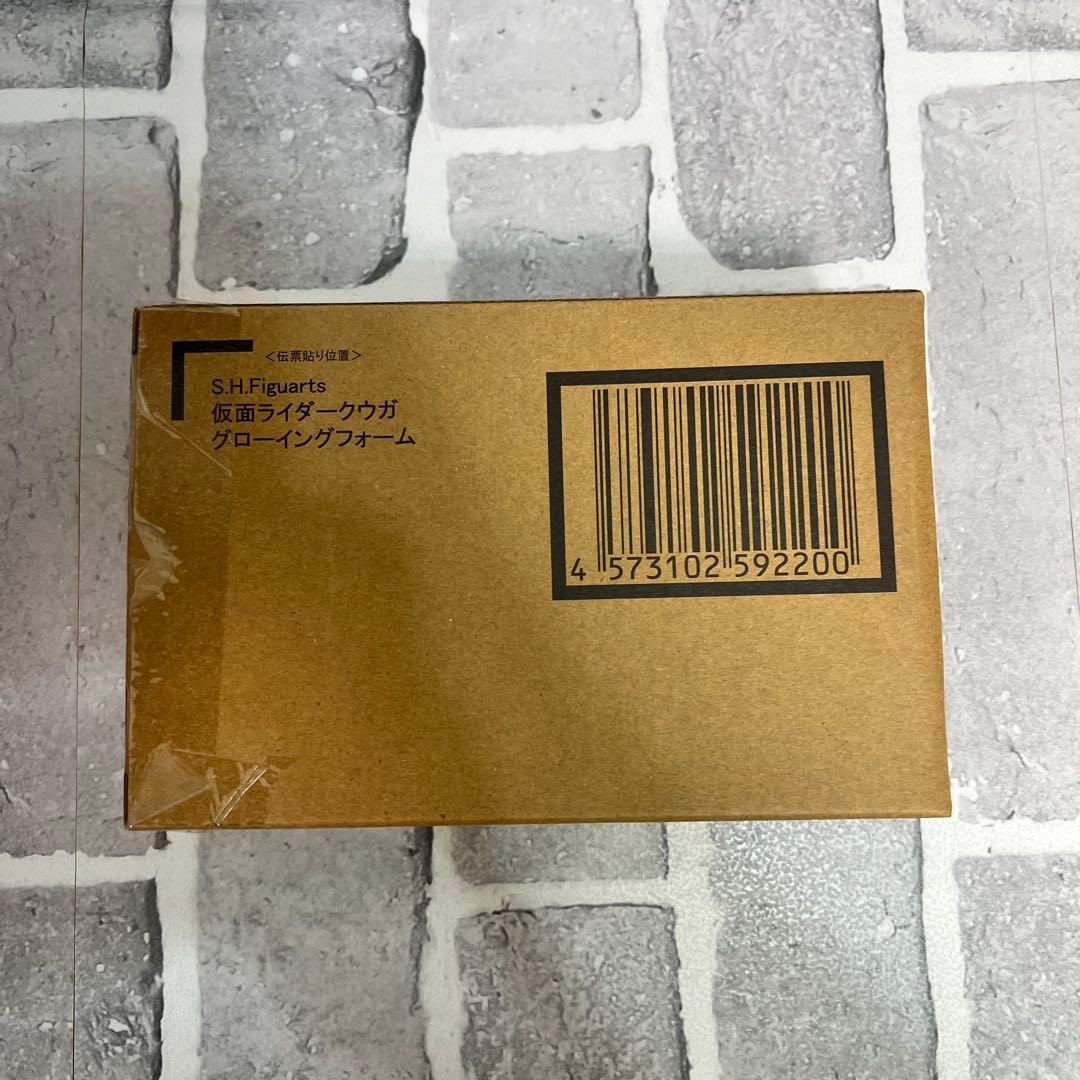 ＜伝票貼り位置＞
S.H.Figuarts
仮面ライダークウガ
グローイングフォーム
4 573102 592200